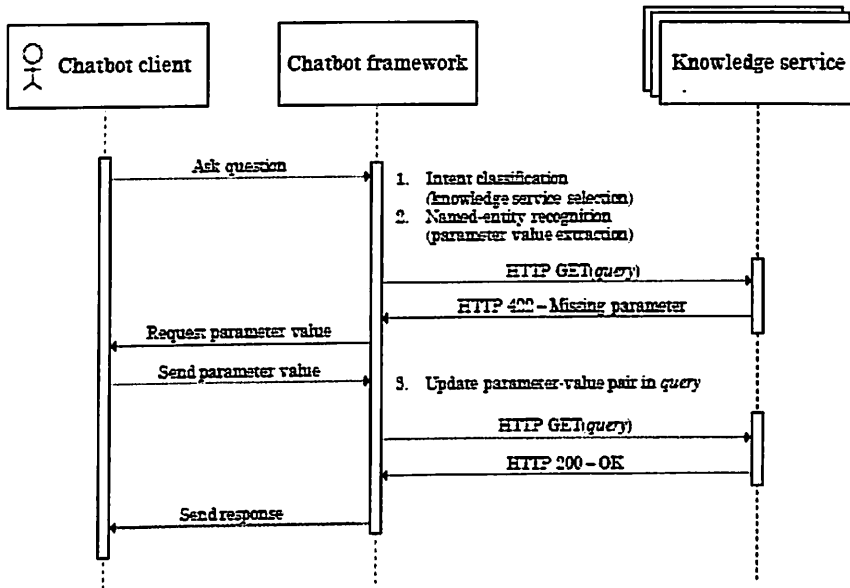 Chatbot client
Chatbot framework
Knowledge service
Ask question
1. Intent classification
(knowledge service selection)
2. Named-entity recognition
(parameter value extraction)
HTTP GET(query)
HTTP 422 – Missing parameter
Request parameter value
Send parameter value
3. Update parameter-value pair in query
HTTP GET(query)
HTTP 200 – OK
Send response